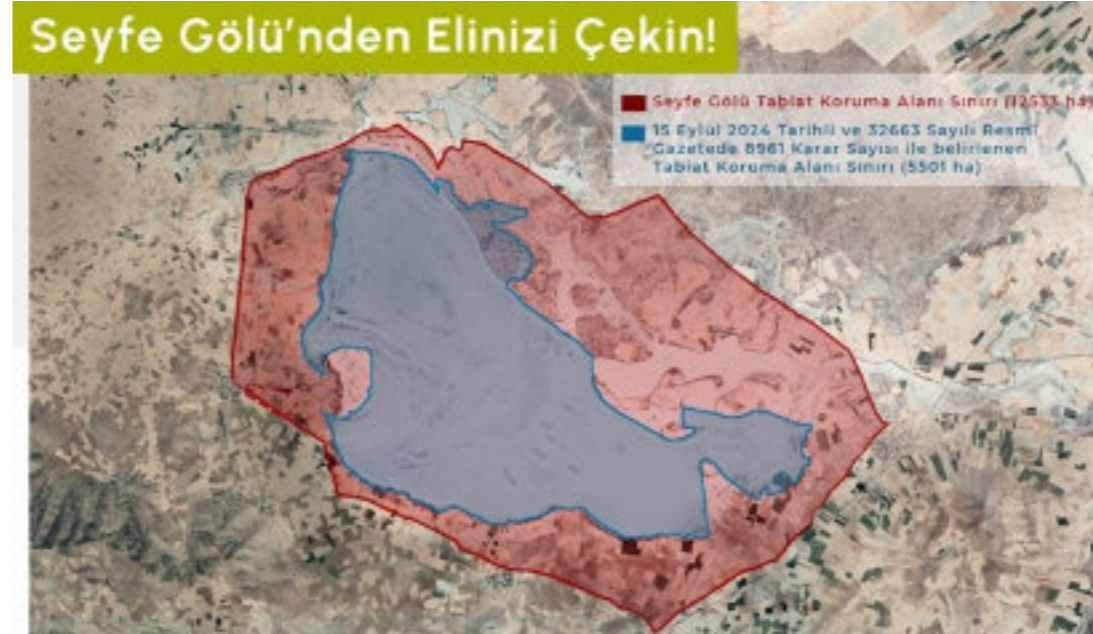 Seyfe Gölü'nden Elinizi Çekin!
Seyfe Gölü Tabiat Koruma Alanı Sınırı (12533 ha)
15 Eylül 2024 Tarihli ve 32663 Sayılı Resmi
Gazetede 8961 Karar Sayısı ile belirlenen
Tabiat Koruma Alanı Sınırı (5501 ha)